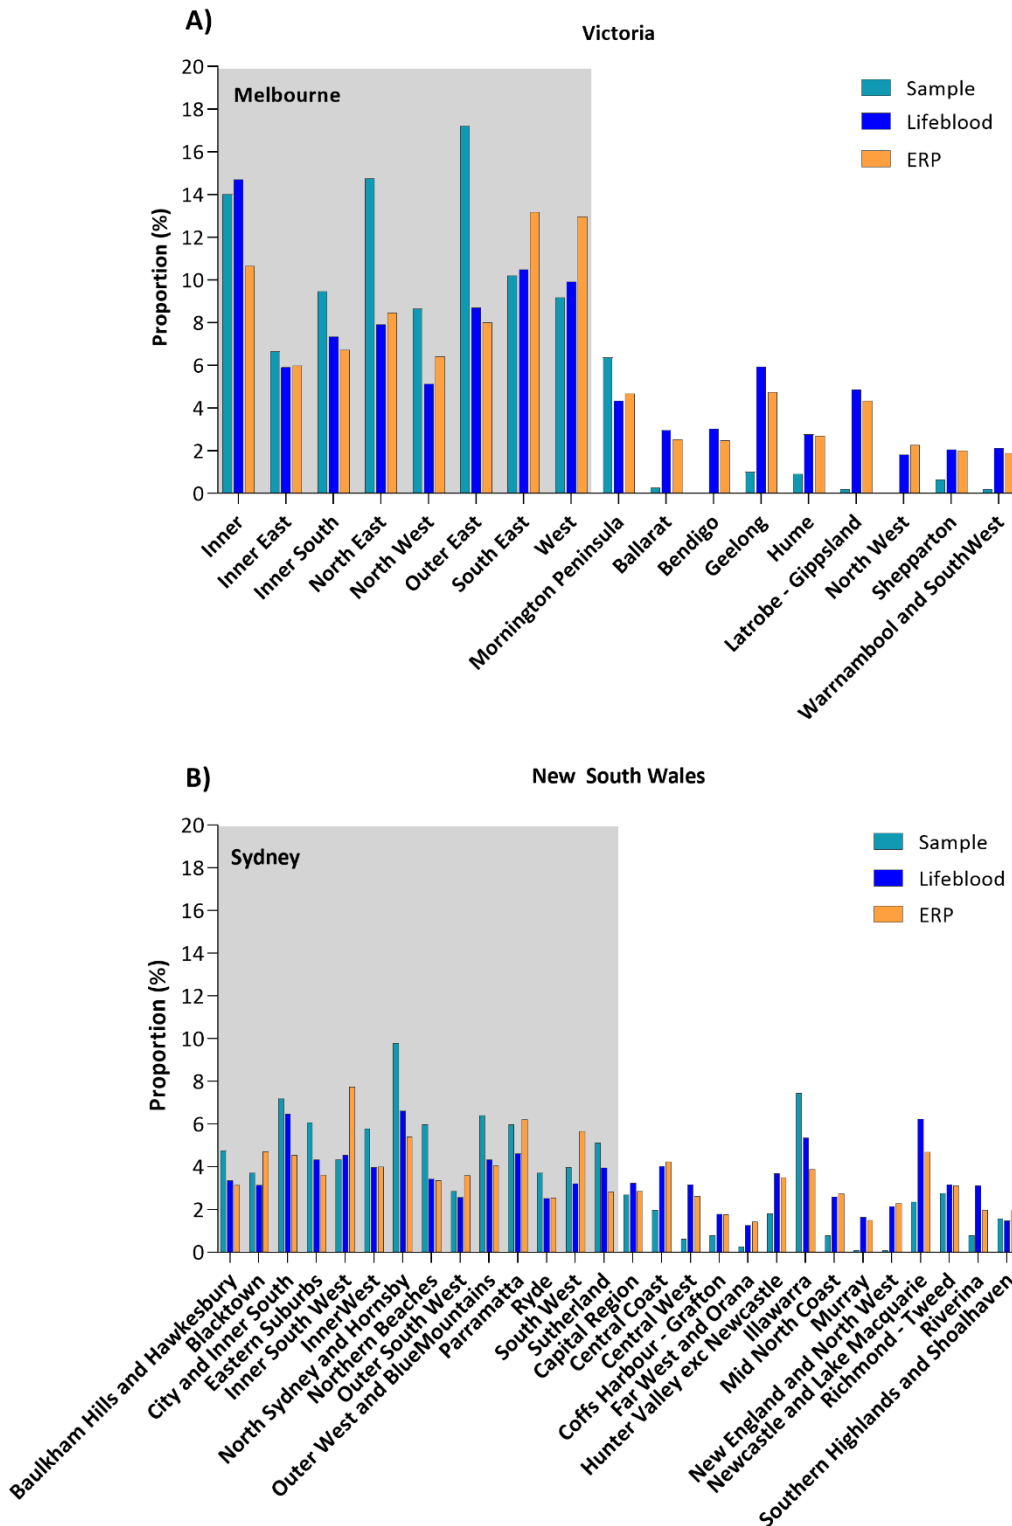 A)
Victoria
20
18
16
14
12
10
8
6
4
2
0
Proportion (%)
Melbourne
Sample
Lifeblood
ERP
Inner
Inner East
Inner South
North East
North West
Outer East
South East
West
Mornington Peninsula
Ballarat
Bendigo
Geelong
Hume
Latrobe - Gippsland
North West
Shepparton
Warrnambool and SouthWest
B)
New South Wales
20
18
16
14
12
10
8
6
4
2
0
Proportion (%)
Sydney
Sample
Lifeblood
ERP
Baulkham Hills and Hawkesbury
Blacktown
City and Inner South
Eastern Suburbs
Inner South West
InnerWest
North Sydney and Hornsby
Northern Beaches
Outer South West
Outer West and BlueMountains
Parramatta
Ryde
South West
Sutherland
Capital Region
Central Coast
Central West
Coffs Harbour - Grafton
Far West and Orana
Hunter Valley exc Newcastle
Illawarra
Mid North Coast
Murray
New England and North West
Newcastle and Lake Macquarie
Richmond - Tweed
Riverina
Southern Highlands and Shoalhaven